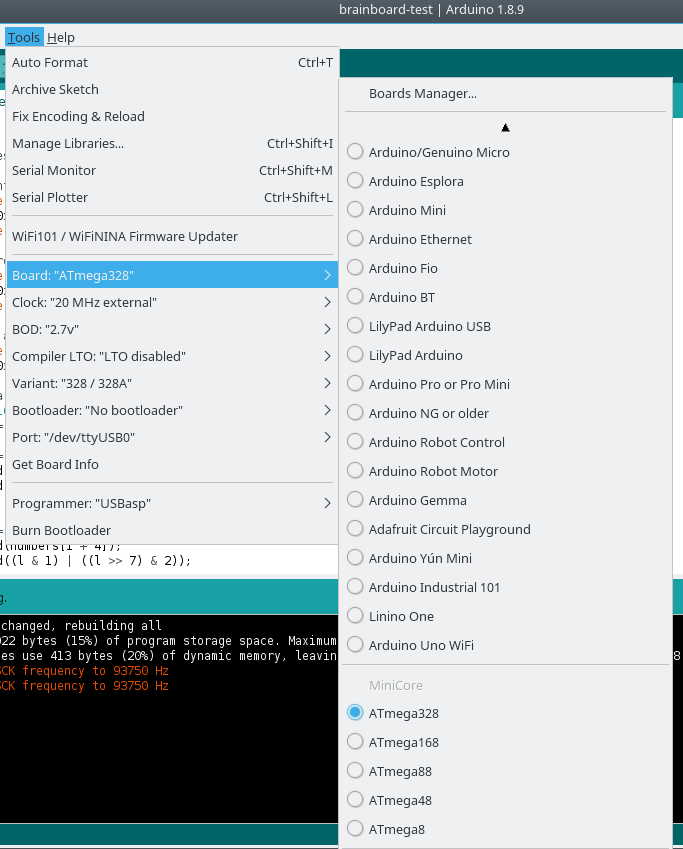 brainboard-test | Arduino 1.8.9
Tools Help
Auto Format Ctrl+T
Archive Sketch
Fix Encoding & Reload
Manage Libraries... Ctrl+Shift+I
Serial Monitor Ctrl+Shift+M
Serial Plotter Ctrl+Shift+L
WiFi101 / WiFiNINA Firmware Updater
Board: "ATmega328"
Clock: "20 MHz external"
BOD: "2.7v"
Compiler LTO: "LTO disabled"
Variant: "328 / 328A"
Bootloader: "No bootloader"
Port: "/dev/ttyUSB0"
Get Board Info
Programmer: "USBasp"
Burn Bootloader
Boards Manager...
Arduino/Genuino Micro
Arduino Esplora
Arduino Mini
Arduino Ethernet
Arduino Fio
Arduino BT
LilyPad Arduino USB
LilyPad Arduino
Arduino Pro or Pro Mini
Arduino NG or older
Arduino Robot Control
Arduino Robot Motor
Arduino Gemma
Adafruit Circuit Playground
Arduino Yún Mini
Arduino Industrial 101
Linino One
Arduino Uno WiFi
MiniCore
ATmega328
ATmega168
ATmega88
ATmega48
ATmega8
d(numbers[i + 4]);
d((l & 1) | ((l >> 7) & 2));
g.
changed, rebuilding all
022 bytes (15%) of program storage space. Maximum
es use 413 bytes (20%) of dynamic memory, leavin
SCK frequency to 93750 Hz
SCK frequency to 93750 Hz